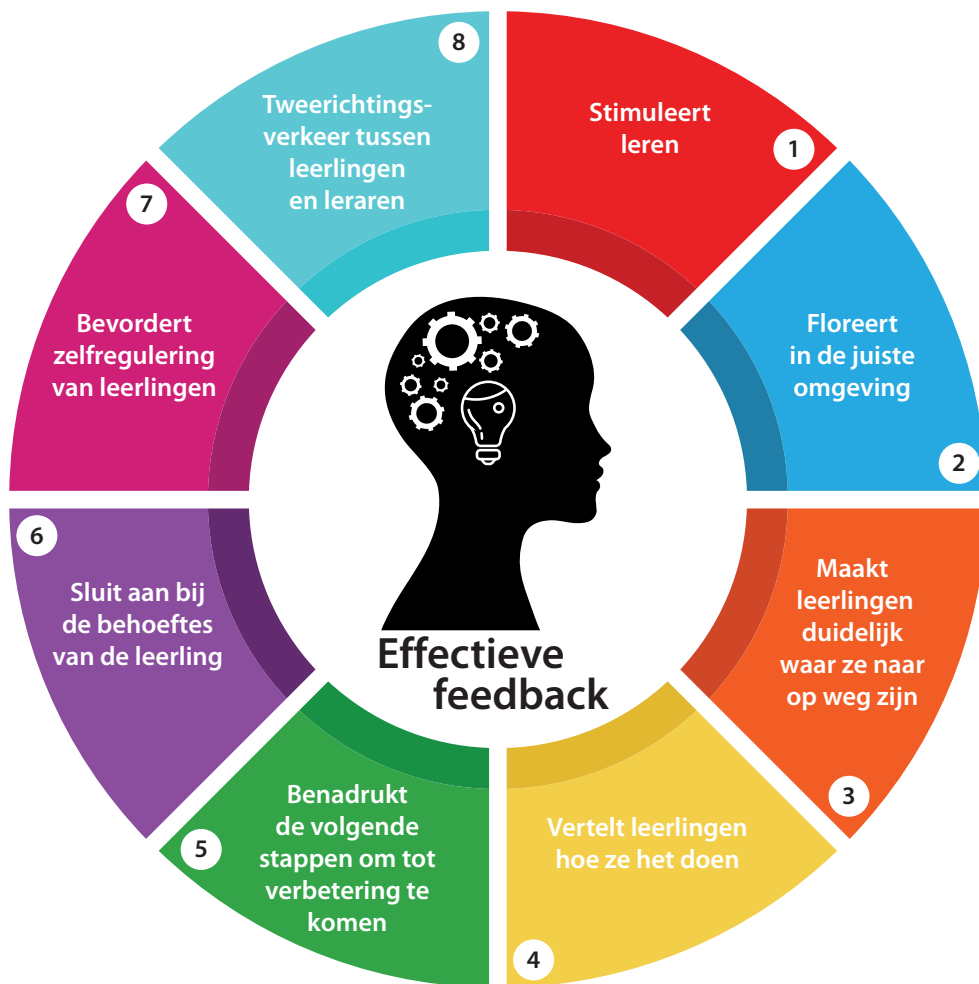 1
Stimuleert
leren
2
Floreert
in de juiste
omgeving
3
Maakt
leerlingen
duidelijk
waar ze naar
op weg zijn
4
Vertelt leerlingen
hoe ze het doen
5
Benadrukt
de volgende
stappen om tot
verbetering te
komen
6
Sluit aan bij
de behoeftes
van de leerling
7
Bevordert
zelfregulering
van leerlingen
8
Tweerichtings-
verkeer tussen
leerlingen
en leraren
Effectieve
feedback